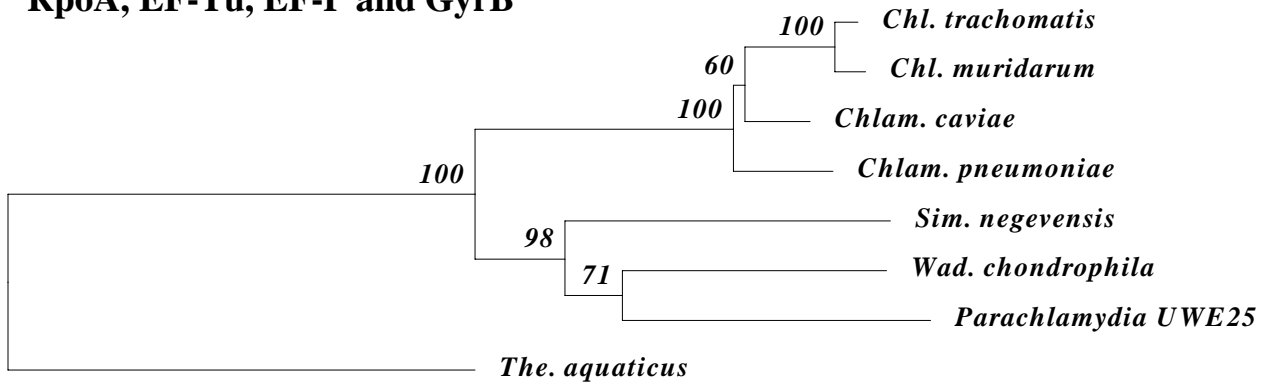 RpoA, EF-Tu, EF-P and GyrB
100 Chl. trachomatis
Chl. muridarum
60
100 Chlam. caviae
Chlam. pneumoniae
100
Sim. negevensis
98
71 Wad. chondrophila
Parachlamydia UWE25
The. aquaticus